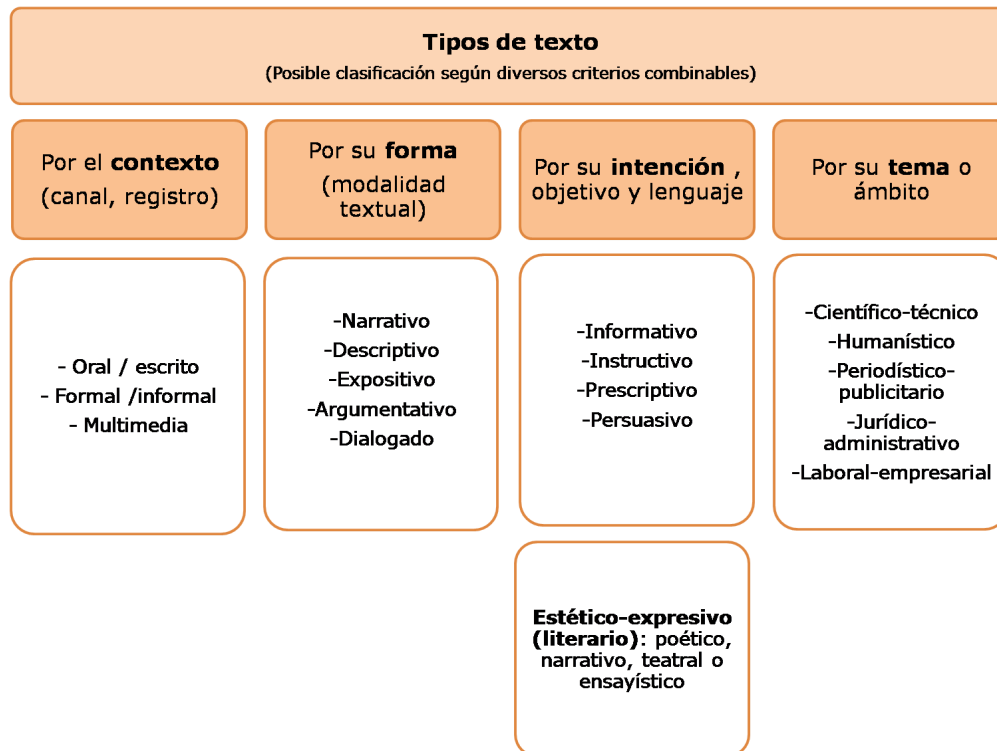 Tipos de texto
(Posible clasificación según diversos criterios combinables)
Por el contexto
(canal, registro)
Por su forma
(modalidad
textual)
Por su intención ,
objetivo y lenguaje
Por su tema o
ámbito
- Oral / escrito
- Formal /informal
- Multimedia
-Narrativo
-Descriptivo
-Expositivo
-Argumentativo
-Dialogado
-Informativo
-Instructivo
-Prescriptivo
-Persuasivo
-Científico-técnico
-Humanístico
-Periodístico-
publicitario
-Jurídico-
administrativo
-Laboral-empresarial
Estético-expresivo
(literario): poético,
narrativo, teatral o
ensayístico